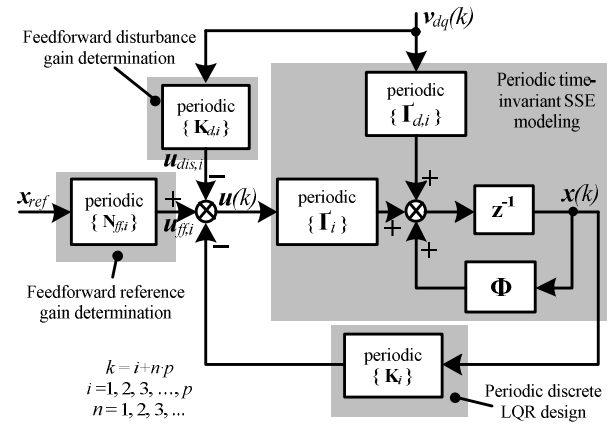 v_dq(k)
Feedforward disturbance
gain determination
periodic
{K_d,i}
periodic
{Γ_d,i}
Periodic time-
invariant SSE
modeling
u_dis,i
−
+
x_ref
periodic
{N_ff,i}
+
u_ff,i
u(k)
−
periodic
{Γ_i}
+
+
z⁻¹
x(k)
Φ
Feedforward reference
gain determination
k = i+n·p
i =1, 2, 3, …, p
n = 1, 2, 3, ...
periodic
{K_i}
Periodic discrete
LQR design